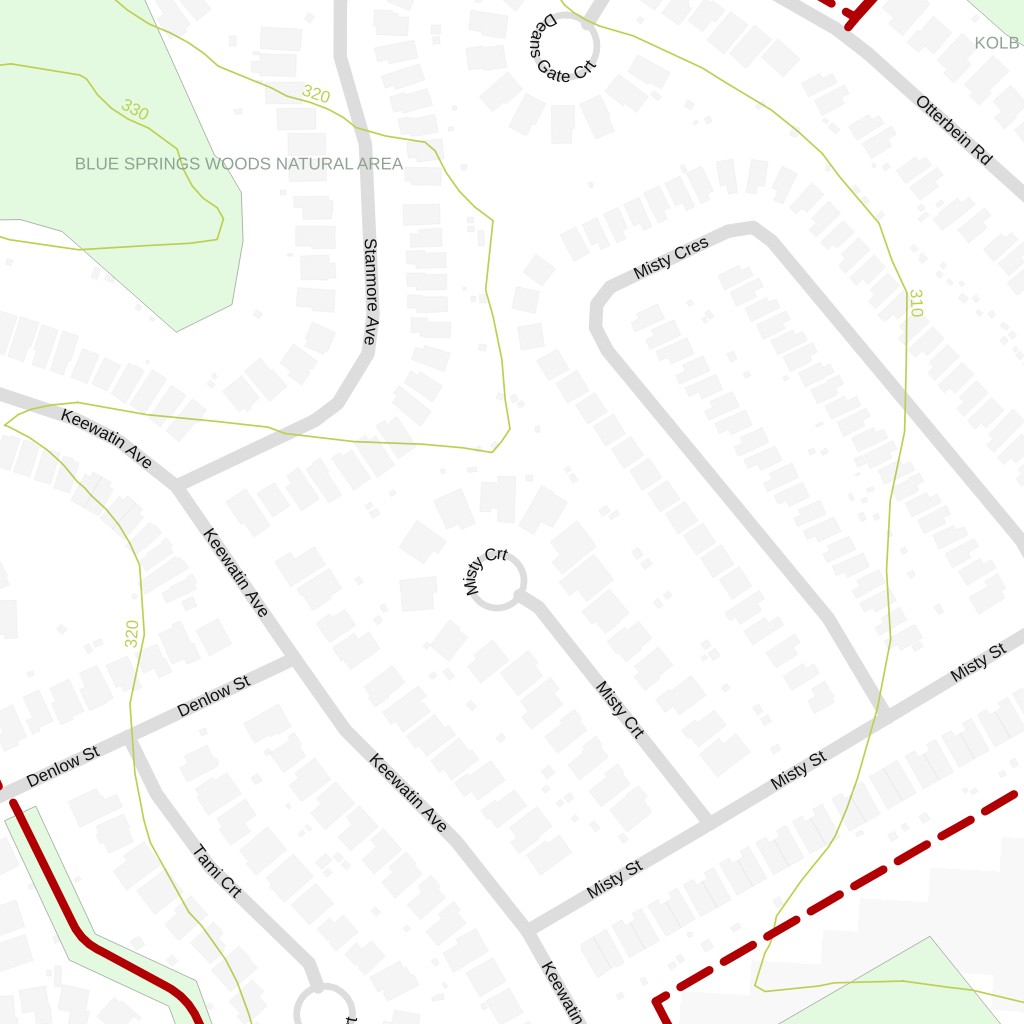 Deans Gate Crt
KOLB
320
330
Otterbein Rd
BLUE SPRINGS WOODS NATURAL AREA
Misty Cres
Stanmore Ave
310
Keewatin Ave
Keewatin Ave
Misty Crt
320
Misty St
Denlow St
Misty Crt
Denlow St
Misty St
Keewatin Ave
Tami Crt
Misty St
Keewatin